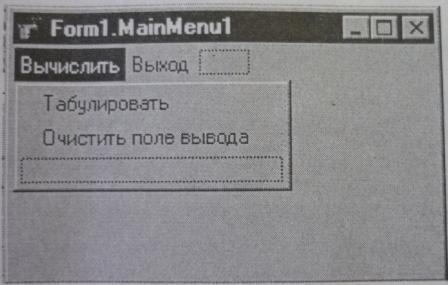 Form1.MainMenu1
Вычислить Выход
Табулировать
Очистить поле вывода